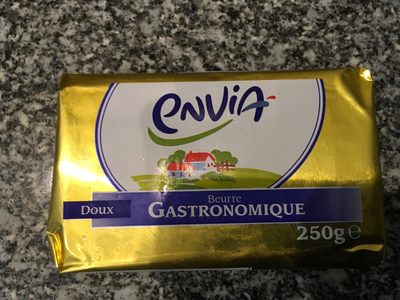 envia
Beurre
Doux GASTRONOMIQUE
250g e